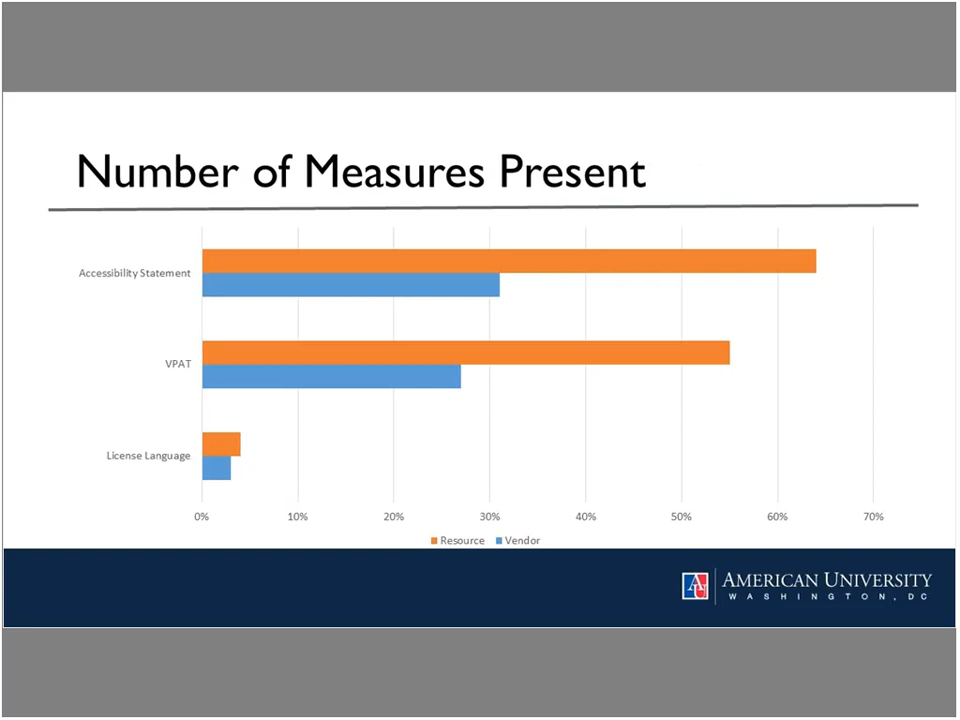 Number of Measures Present
Accessibility Statement
VPAT
License Language
0% 10% 20% 30% 40% 50% 60% 70%
Resource Vendor
AU AMERICAN UNIVERSITY
WASHINGTON, DC